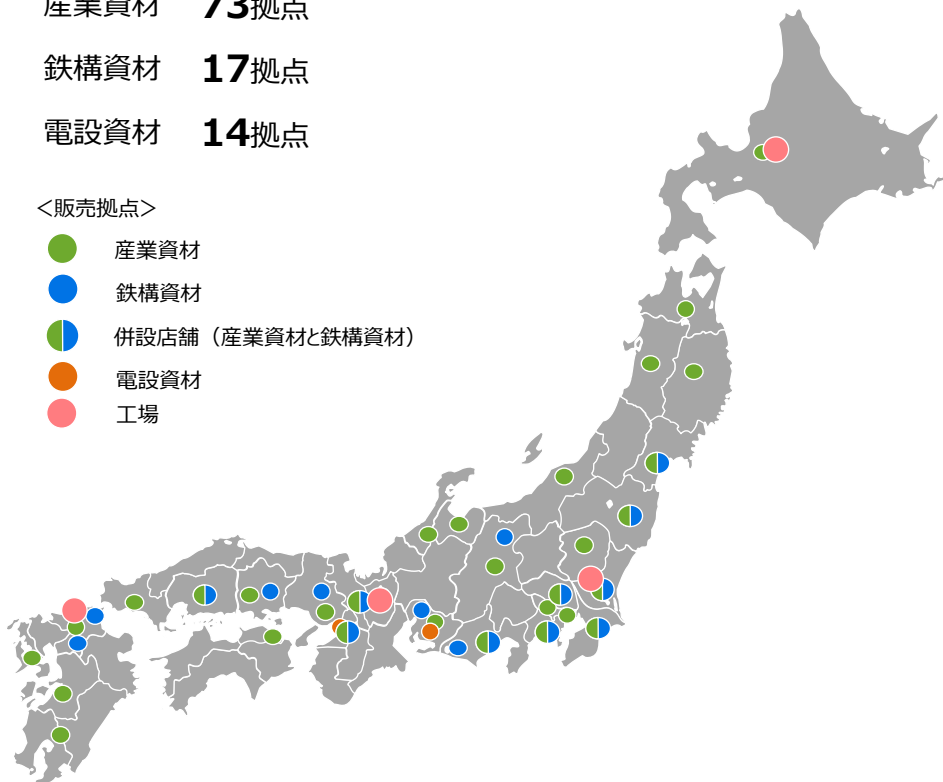 産業資材 73拠点
鉄構資材 17拠点
電設資材 14拠点
＜販売拠点＞
産業資材
鉄構資材
併設店舗（産業資材と鉄構資材）
電設資材
工場